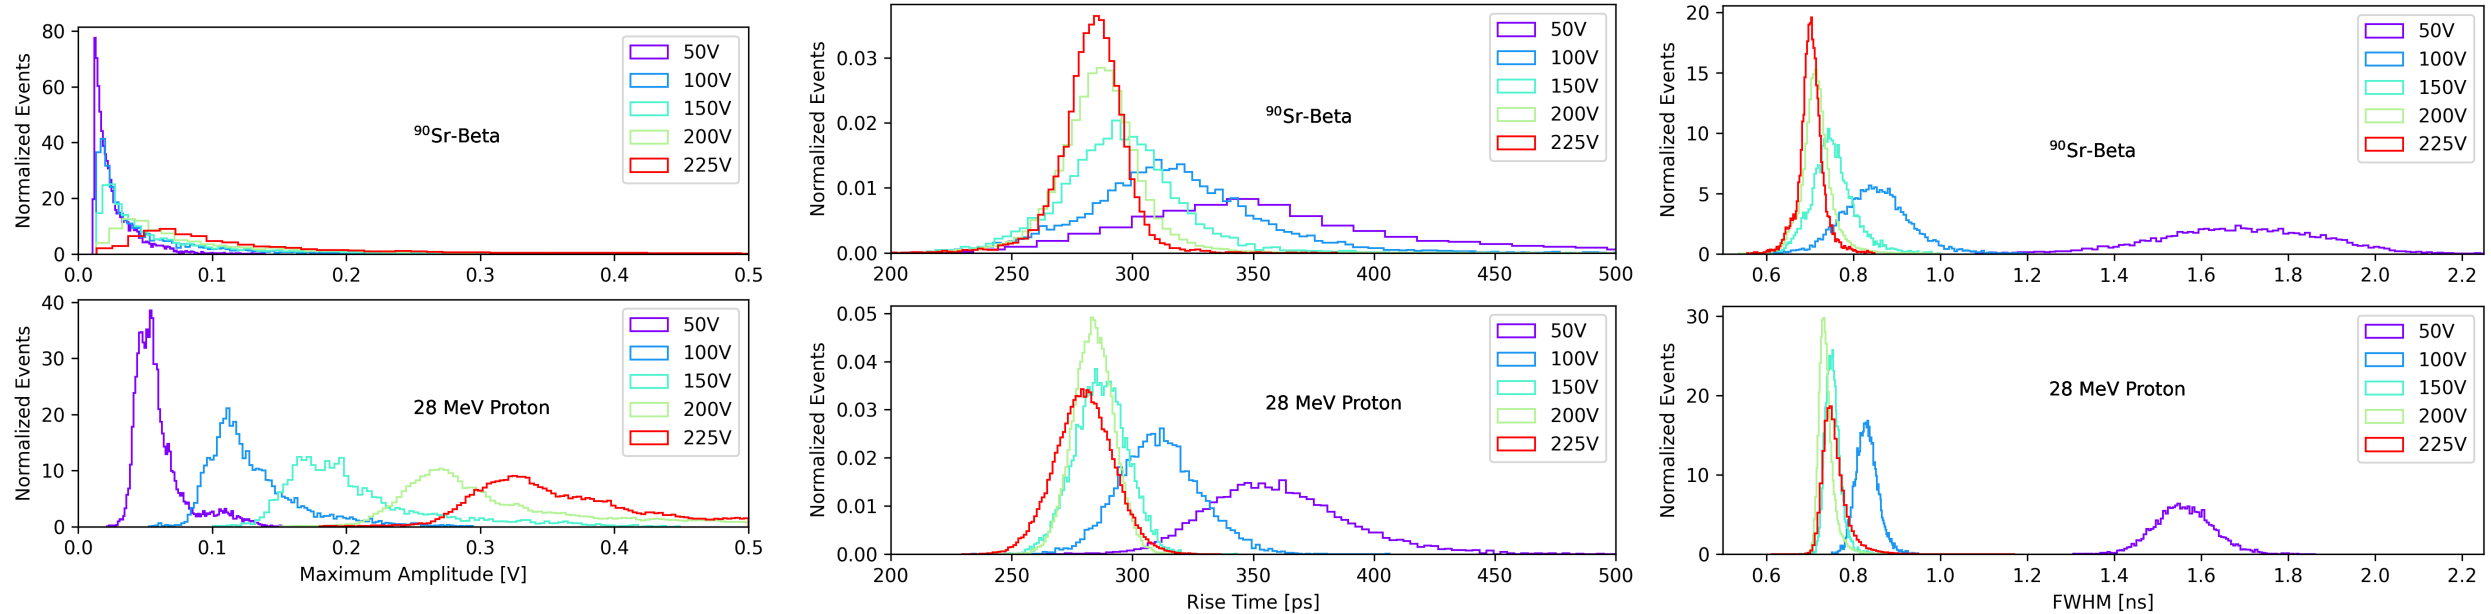 Normalized Events
80
60
40
20
0
0.0 0.1 0.2 0.3 0.4 0.5
⁹⁰Sr-Beta
50V
100V
150V
200V
225V
Normalized Events
0.03
0.02
0.01
0.00
200 250 300 350 400 450 500
⁹⁰Sr-Beta
50V
100V
150V
200V
225V
Normalized Events
20
15
10
5
0
0.6 0.8 1.0 1.2 1.4 1.6 1.8 2.0 2.2
⁹⁰Sr-Beta
50V
100V
150V
200V
225V
Normalized Events
40
30
20
10
0
0.0 0.1 0.2 0.3 0.4 0.5
Maximum Amplitude [V]
28 MeV Proton
50V
100V
150V
200V
225V
Normalized Events
0.05
0.04
0.03
0.02
0.01
0.00
200 250 300 350 400 450 500
Rise Time [ps]
28 MeV Proton
50V
100V
150V
200V
225V
Normalized Events
30
20
10
0
0.6 0.8 1.0 1.2 1.4 1.6 1.8 2.0 2.2
FWHM [ns]
28 MeV Proton
50V
100V
150V
200V
225V